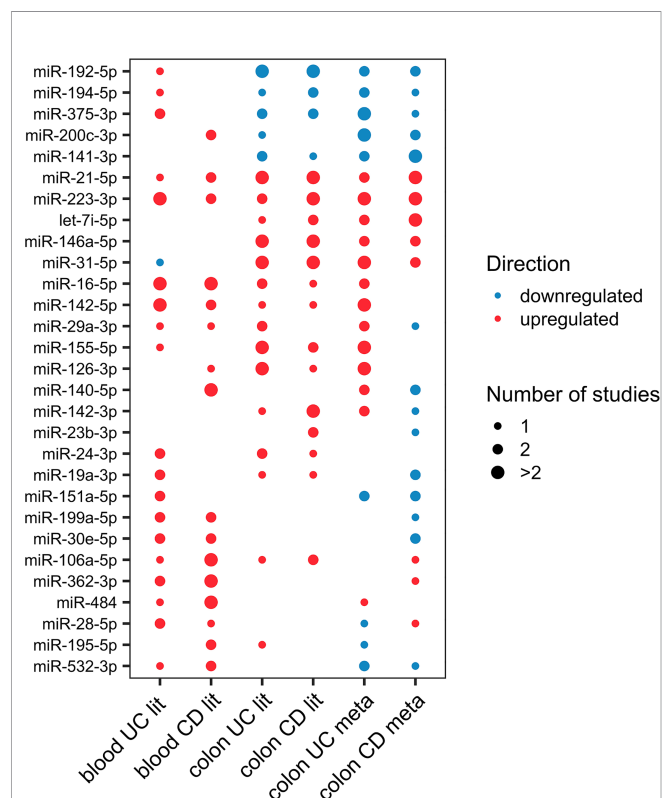 miR-192-5p
miR-194-5p
miR-375-3p
miR-200c-3p
miR-141-3p
miR-21-5p
miR-223-3p
let-7i-5p
miR-146a-5p
miR-31-5p
miR-16-5p
miR-142-5p
miR-29a-3p
miR-155-5p
miR-126-3p
miR-140-5p
miR-142-3p
miR-23b-3p
miR-24-3p
miR-19a-3p
miR-151a-5p
miR-199a-5p
miR-30e-5p
miR-106a-5p
miR-362-3p
miR-484
miR-28-5p
miR-195-5p
miR-532-3p
blood UC lit
blood CD lit
colon UC lit
colon CD lit
colon UC meta
colon CD meta
Direction
downregulated
upregulated
Number of studies
1
2
>2